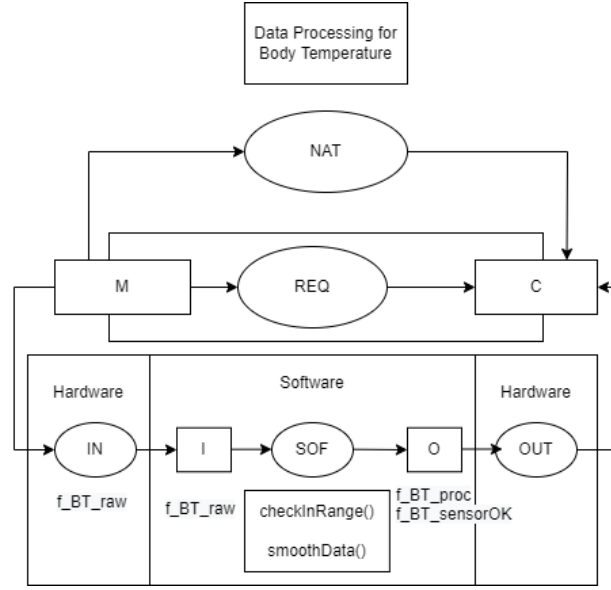 Data Processing for
Body Temperature
NAT
M
REQ
C
Hardware
Software
Hardware
IN
I
SOF
O
OUT
f_BT_raw
f_BT_raw
f_BT_proc
f_BT_sensorOK
checkInRange()
smoothData()